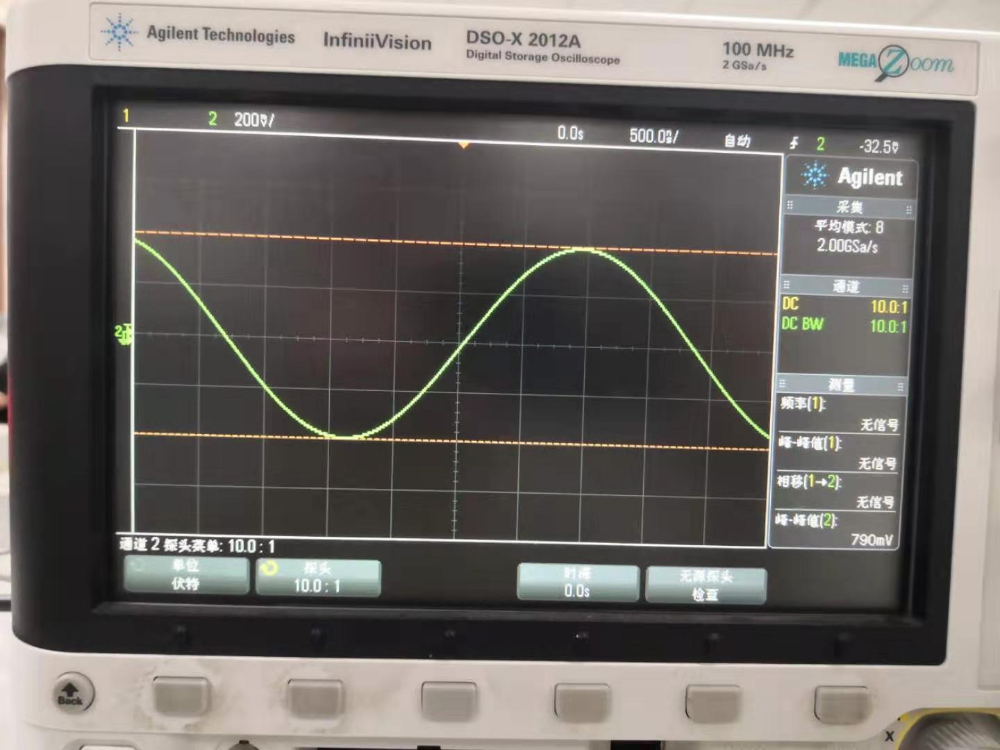 Agilent Technologies InfiniiVision DSO-X 2012A 100 MHz MEGA Zoom
Digital Storage Oscilloscope 2 GSa/s
1 2 200mV/ 0.0s 500.0ns/ 自动 2 -32.5mV
Agilent
采集
平均模式: 8
2.00GSa/s
通道
DC 10.0:1
DC BW 10.0:1
2
测量
频率(1):
无信号
峰-峰值(1):
无信号
相移(1→2):
无信号
峰-峰值(2):
790mV
通道 2 探头菜单: 10.0 : 1
单位
伏特
探头
10.0 : 1
时滞
0.0s
无源探头
检查
Back
X